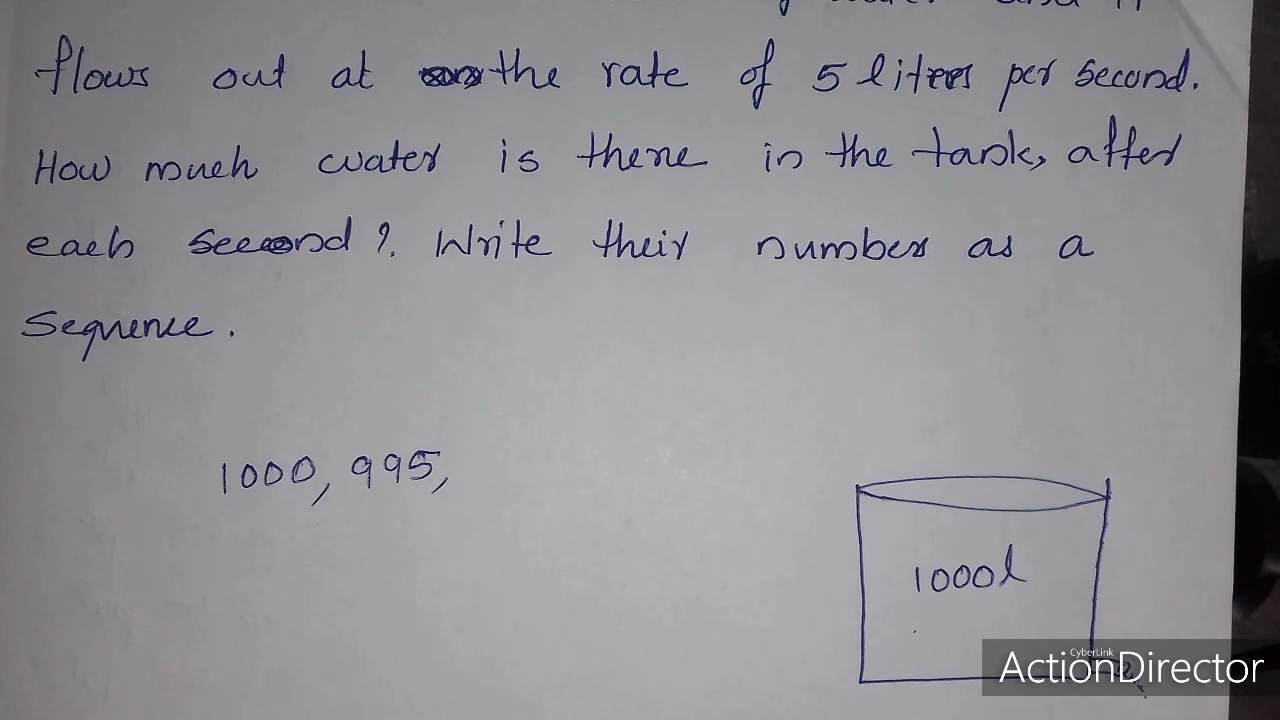 flows out at the rate of 5 liters per second.
How much water is there in the tank, after
each second? Write their number as a
Sequence.
1000, 995,
1000l
CyberLink
ActionDirector